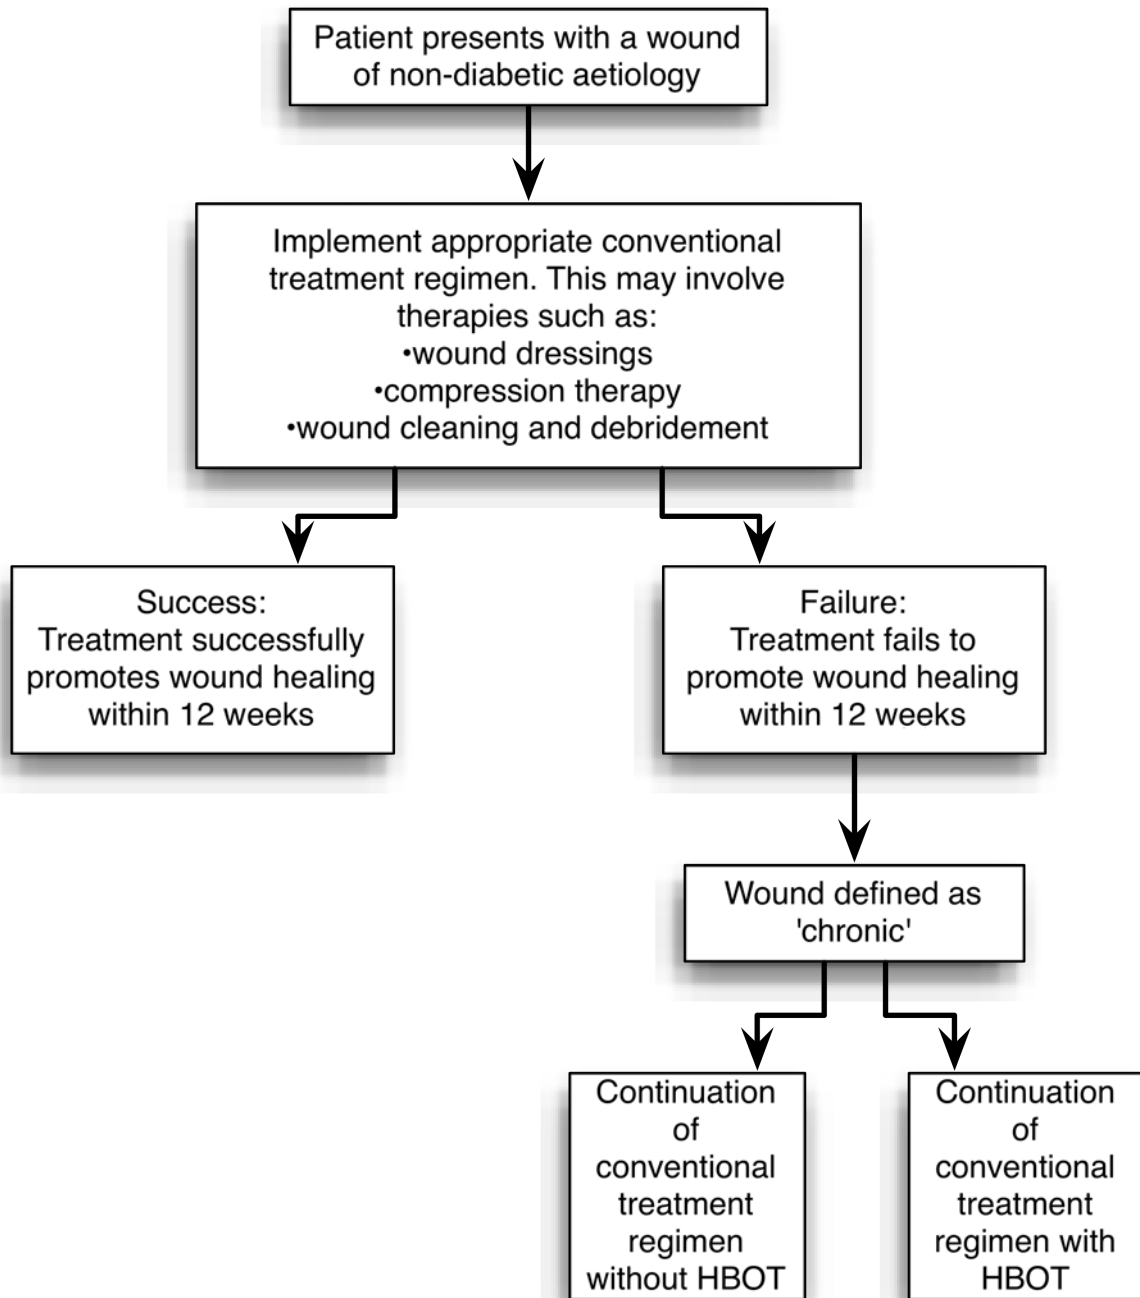 Patient presents with a wound
of non-diabetic aetiology
Implement appropriate conventional
treatment regimen. This may involve
therapies such as:
•wound dressings
•compression therapy
•wound cleaning and debridement
Success:
Treatment successfully
promotes wound healing
within 12 weeks
Failure:
Treatment fails to
promote wound healing
within 12 weeks
Wound defined as
'chronic'
Continuation
of
conventional
treatment
regimen
without HBOT
Continuation
of
conventional
treatment
regimen with
HBOT